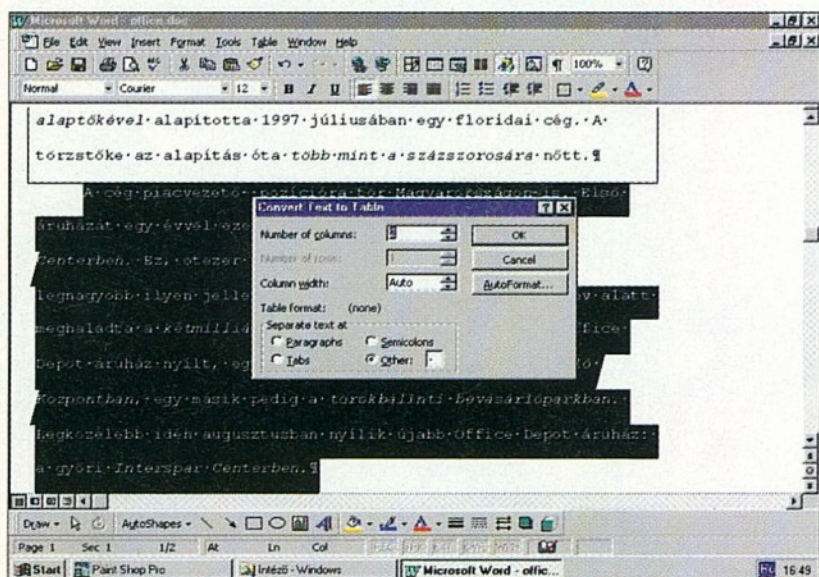 Microsoft Word - office.doc
File Edit View Insert Format Tools Table Window Help
100%
Normal Courier 12 B I U
alaptőkével·alapította·1997·júliusában·egy·floridai·cég.·A·
törzstőke·az·alapítás·óta·több·mint·a·százszorosára·nőtt.¶
A·cég·piacvezető·pozícióra·tör·Magyarországon·is.·Első·
áruházát·egy·évvel·
Centerben.·Ez,·ötezer·
legnagyobb·ilyen· alatt·
meghaladta·a·
Depot·áruház·nyílt,·
Központban,·egy·másik·pedig·a·törökbálinti·bevásárlóparkban.·
Legközelebb·idén·augusztusban·nyílik·újabb·Office·Depot·áruház:·
a·győri·Interspar·Centerben.¶
Convert Text to Table
Number of columns: OK
Number of rows: 1 Cancel
Column width: Auto AutoFormat...
Table format: (none)
Separate text at
Paragraphs Semicolons
Tabs Other: -
Draw AutoShapes
Page 1 Sec 1 1/2 At Ln Col
Start Paint Shop Pro Intéző - Windows Microsoft Word - offic... Hu 16:49